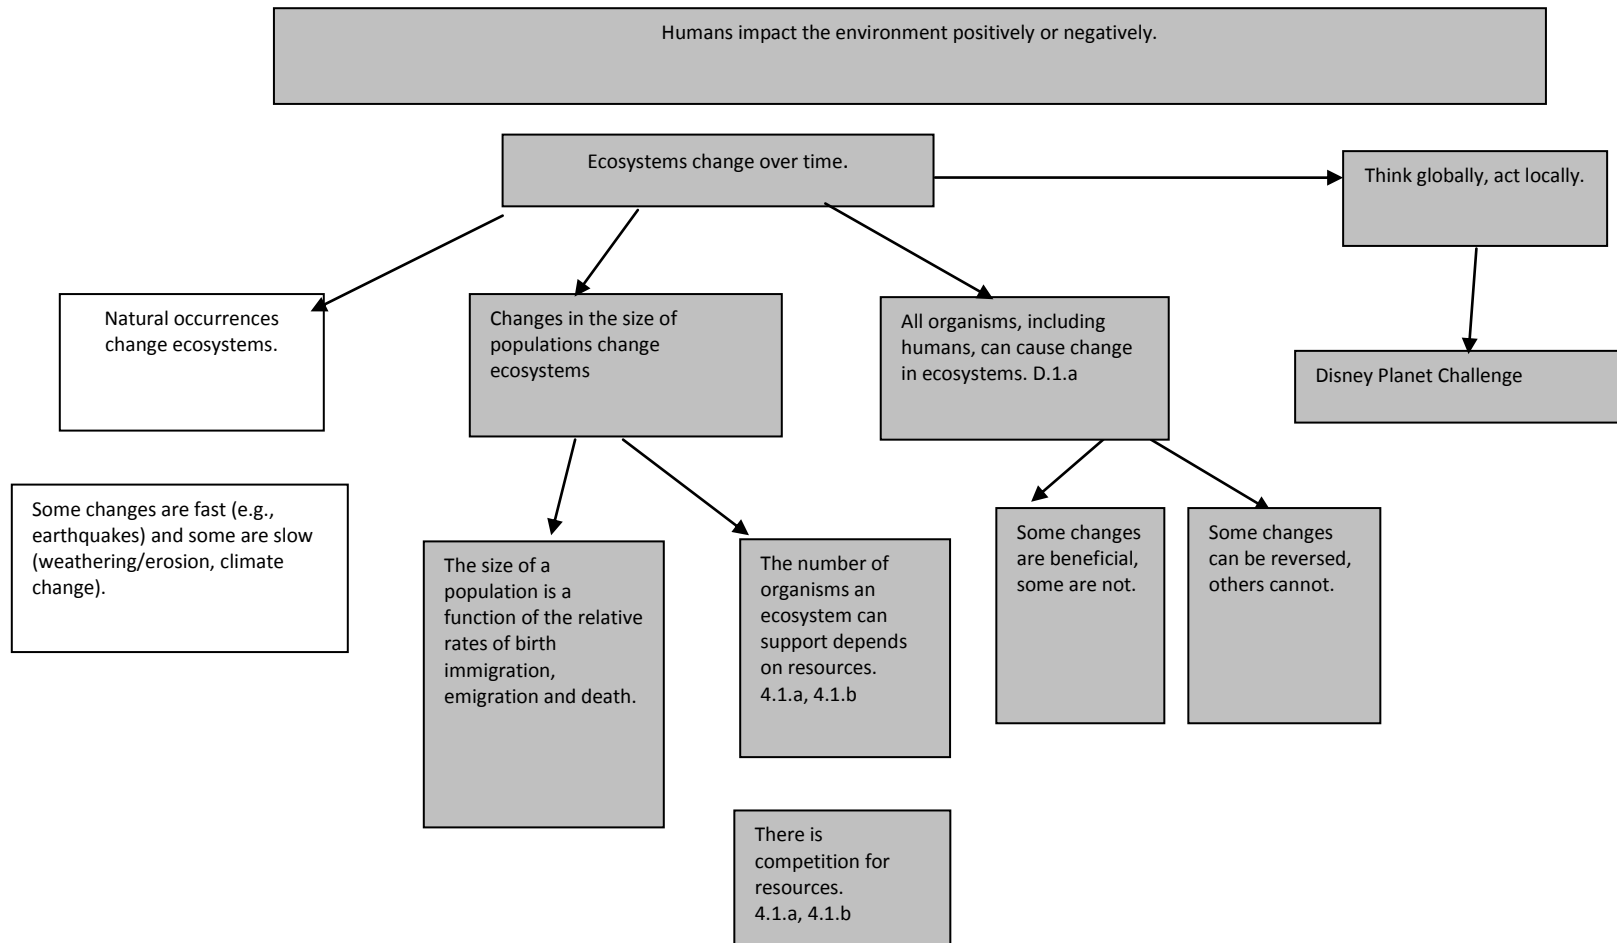 Humans impact the environment positively or negatively.
Ecosystems change over time.
Think globally, act locally.
Natural occurrences
change ecosystems.
Changes in the size of
populations change
ecosystems
All organisms, including
humans, can cause change
in ecosystems. D.1.a
Disney Planet Challenge
Some changes are fast (e.g.,
earthquakes) and some are slow
(weathering/erosion, climate
change).
The size of a
population is a
function of the relative
rates of birth
immigration,
emigration and death.
The number of
organisms an
ecosystem can
support depends
on resources.
4.1.a, 4.1.b
Some changes
are beneficial,
some are not.
Some changes
can be reversed,
others cannot.
There is
competition for
resources.
4.1.a, 4.1.b